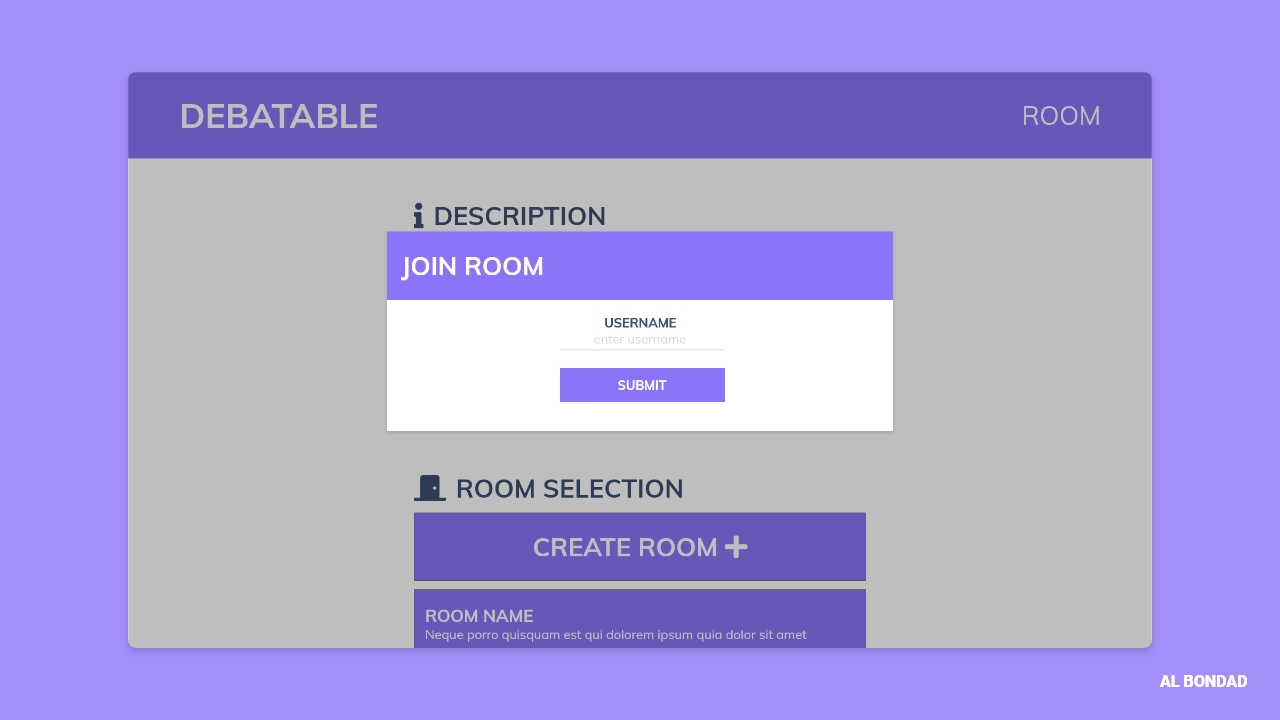 DEBATABLE
ROOM
DESCRIPTION
JOIN ROOM
USERNAME
enter username
SUBMIT
ROOM SELECTION
CREATE ROOM
ROOM NAME
Neque porro quisquam est qui dolorem ipsum quia dolor sit amet
AL BONDAD